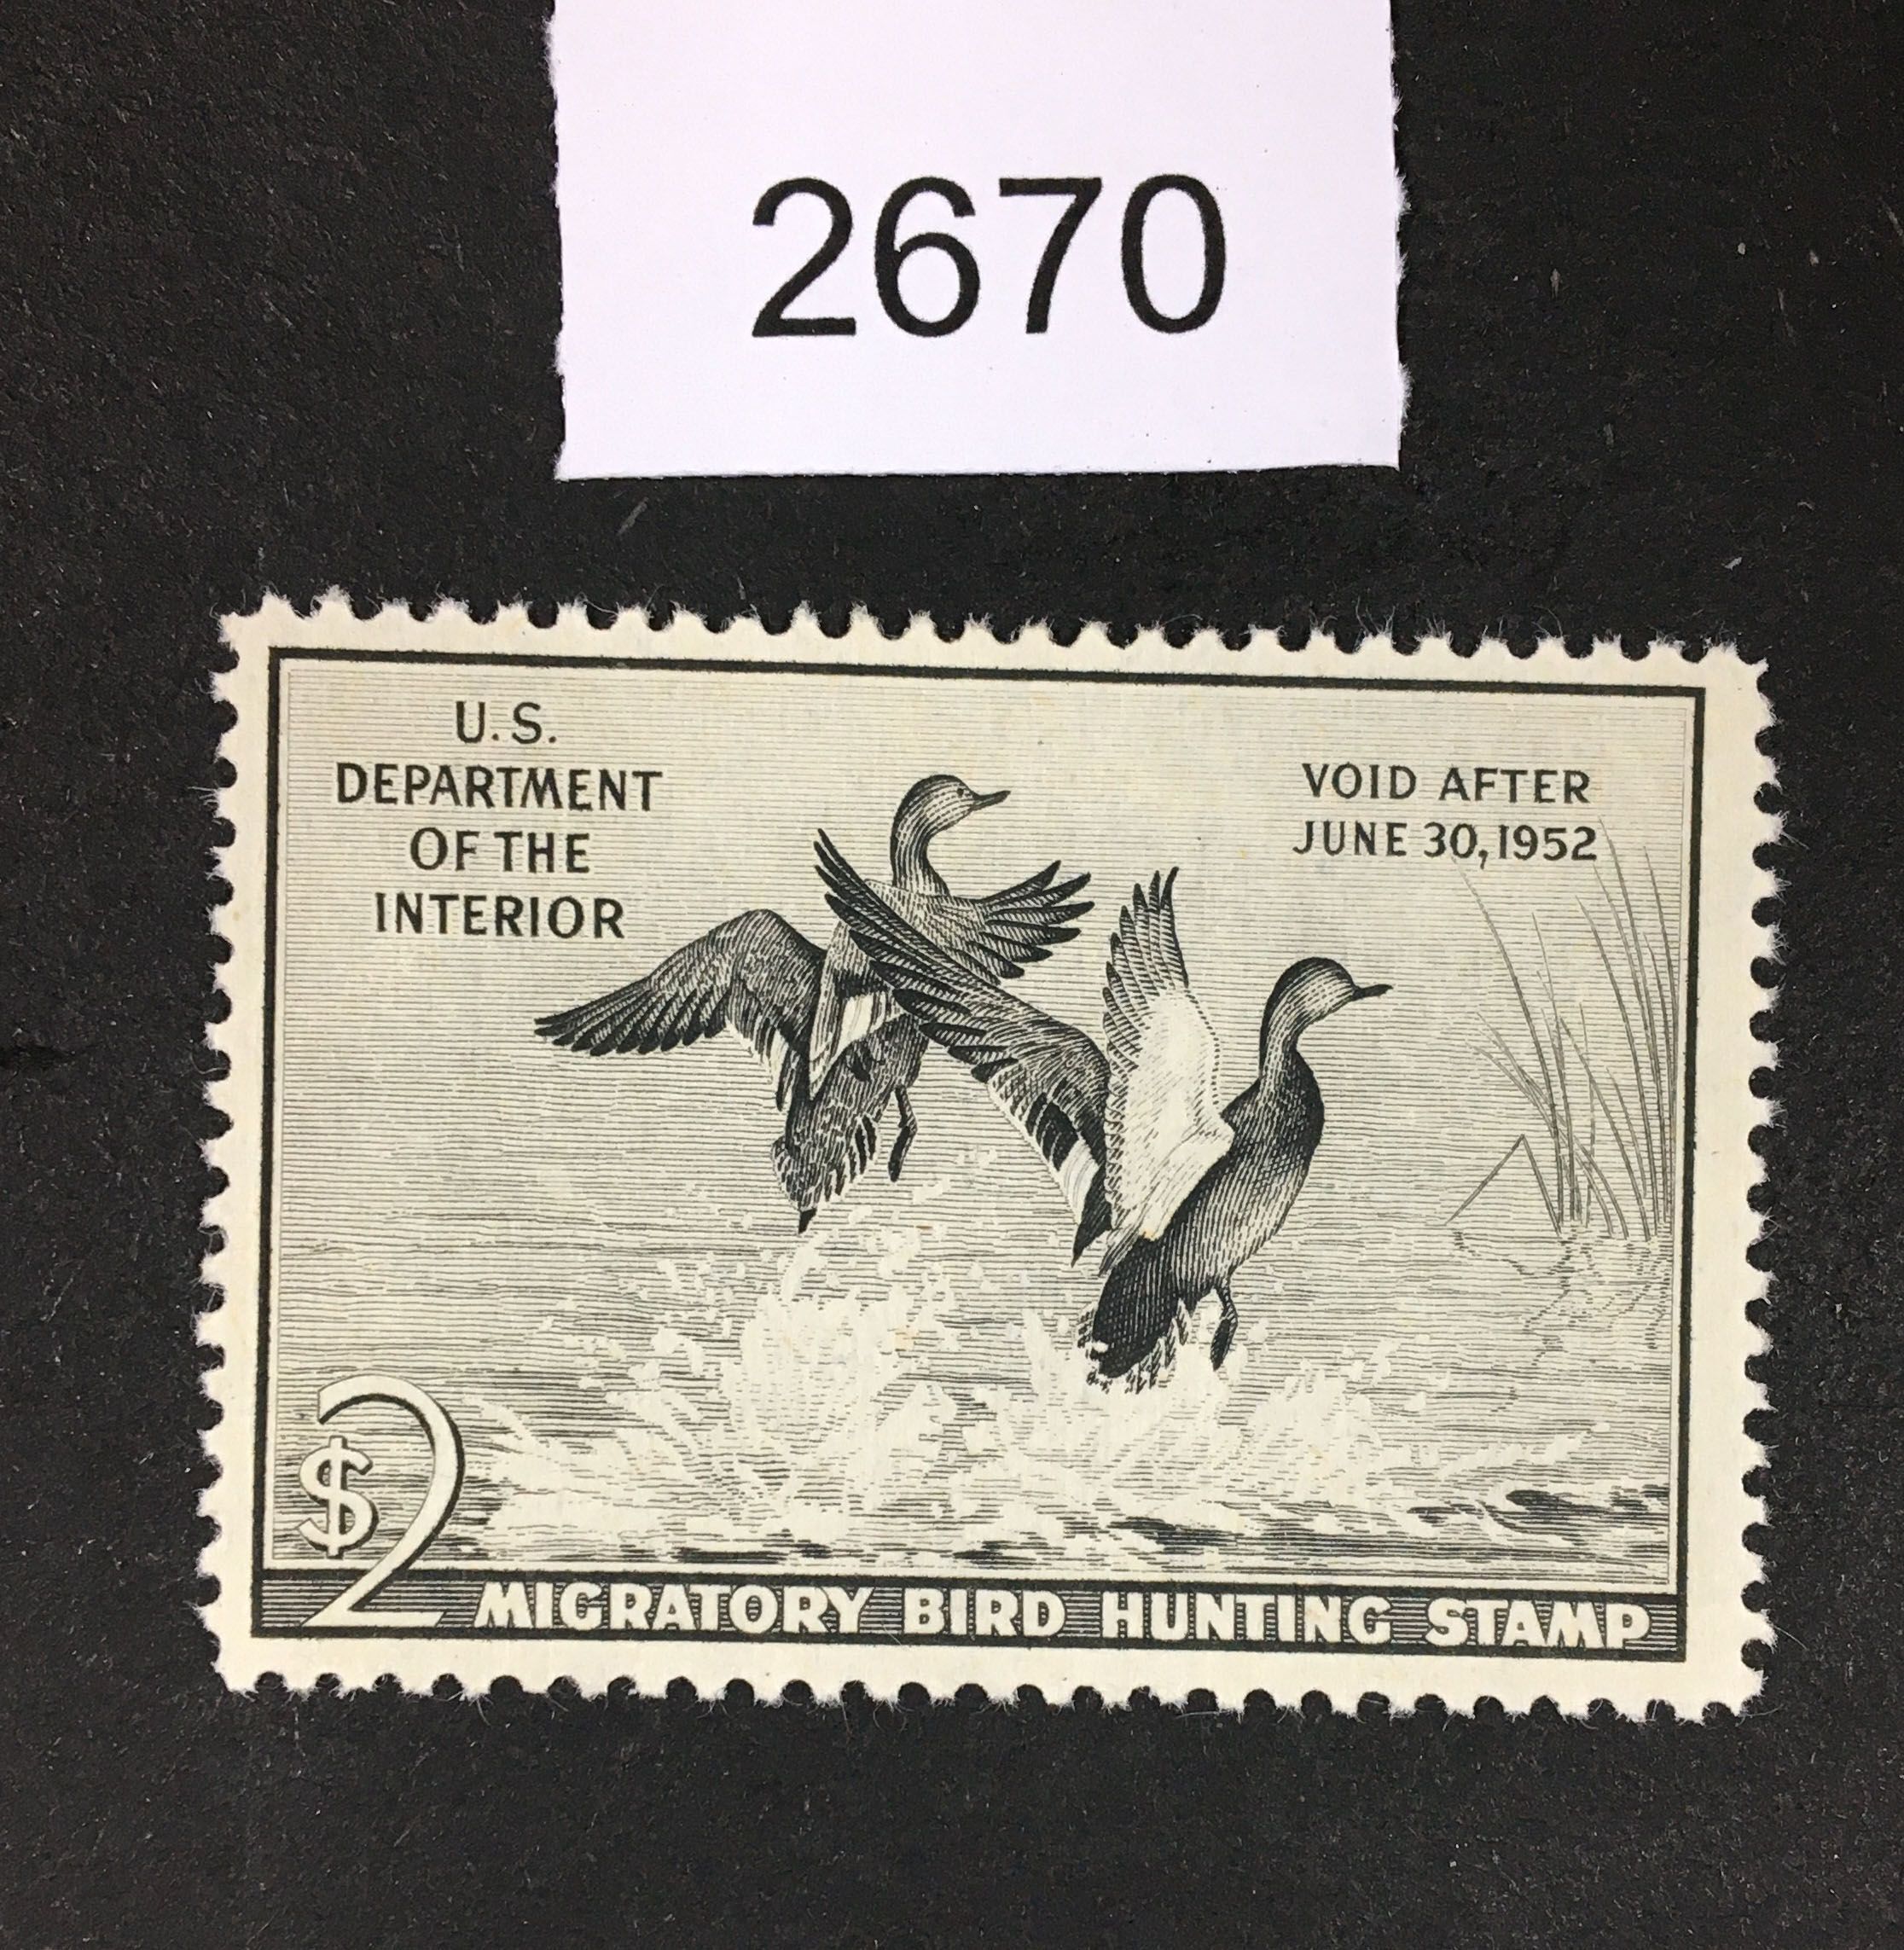 2670
U.S.
DEPARTMENT
OF THE
INTERIOR
VOID AFTER
JUNE 30, 1952
$2
MIGRATORY BIRD HUNTING STAMP